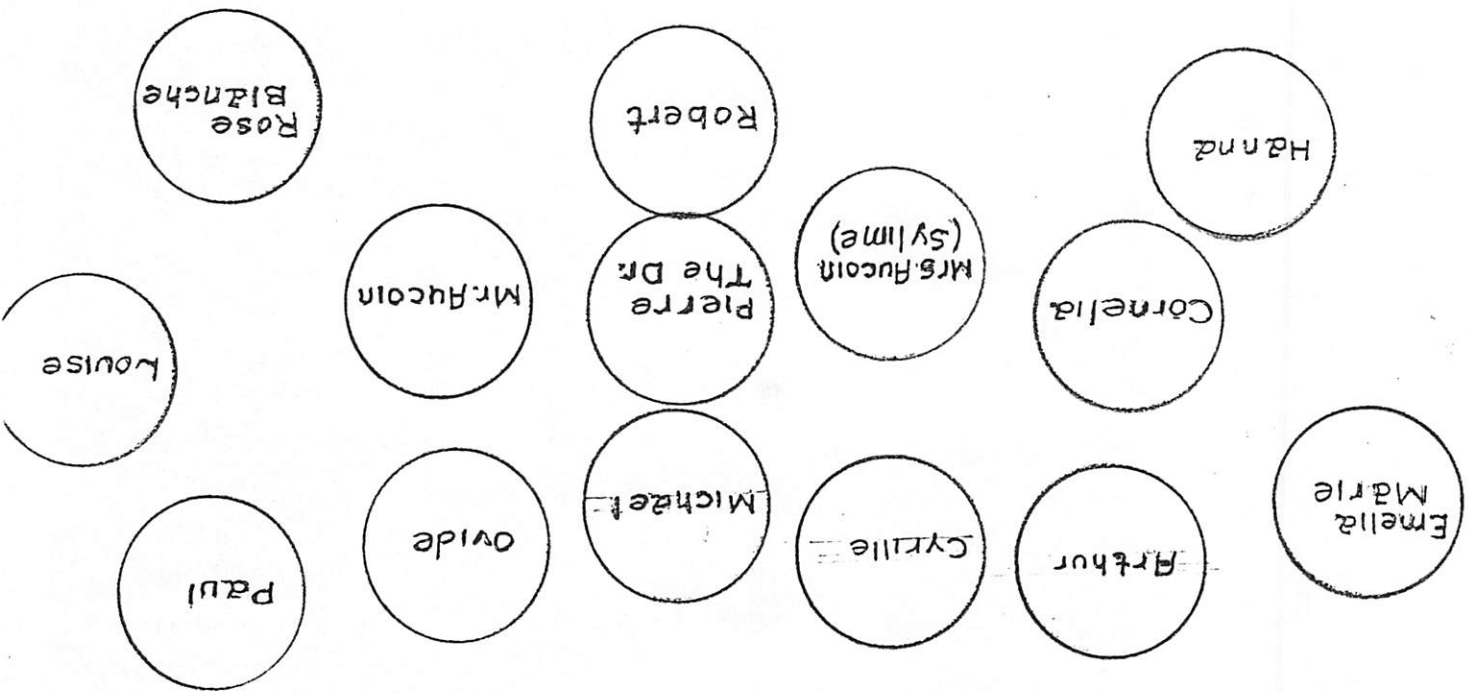 Emelia
Marie
Arthur
Cyrille
Michael
Ovide
Paul
Cornelia
Mrs. Aucoin
(Sylime)
Pierre
The Dr.
Mr. Aucoin
Louise
Hanna
Robert
Rose
Blanche